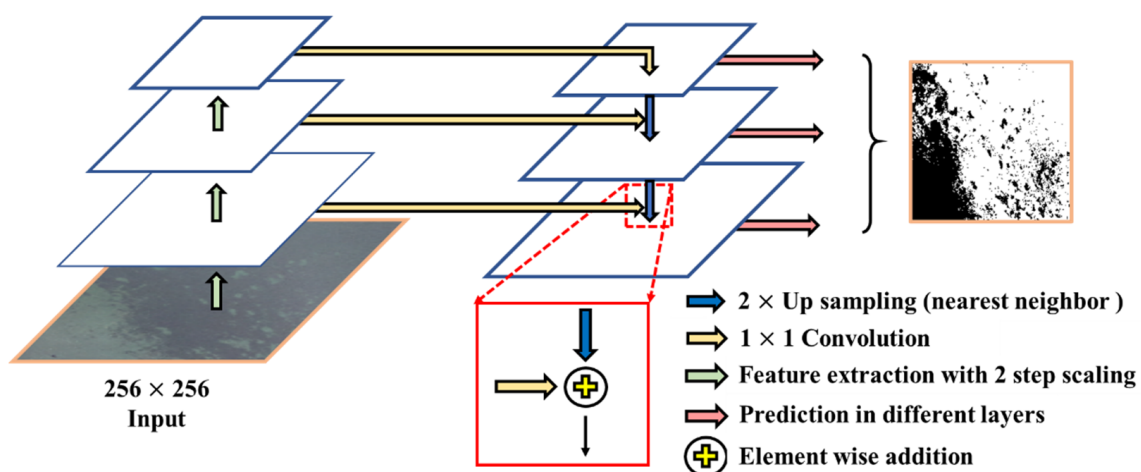 256 × 256
Input
2 × Up sampling (nearest neighbor )
1 × 1 Convolution
Feature extraction with 2 step scaling
Prediction in different layers
Element wise addition